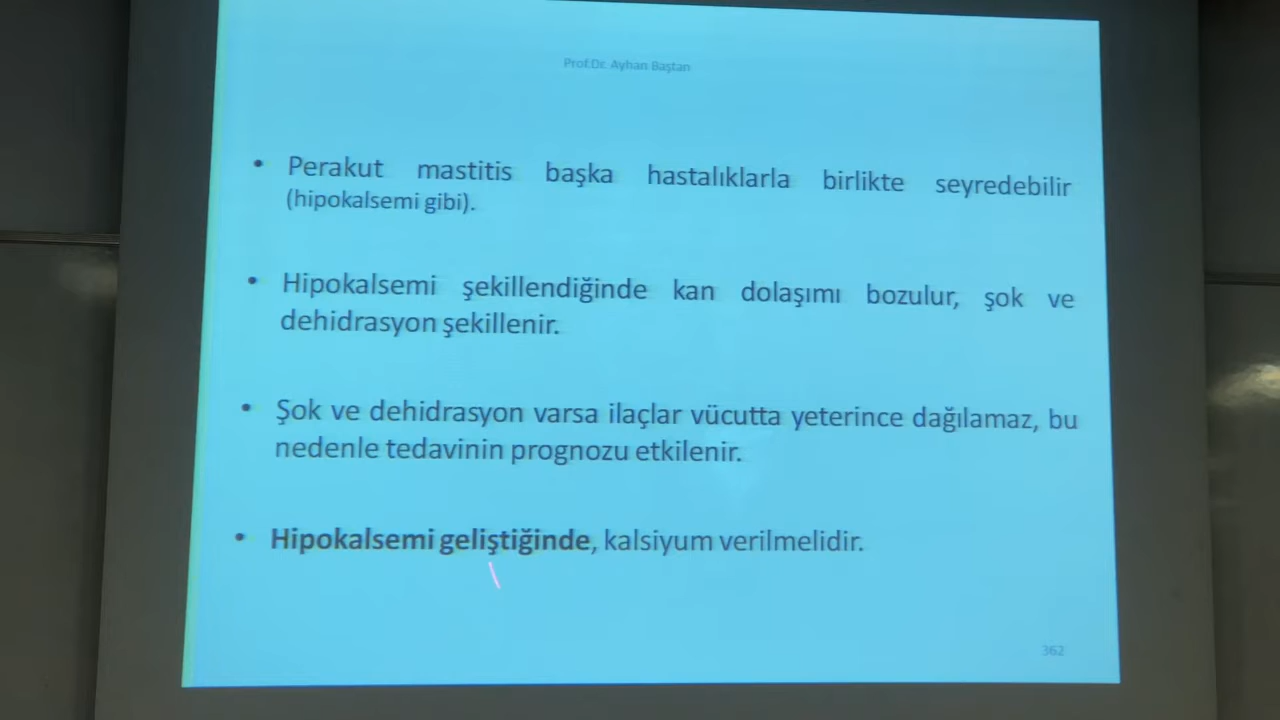 Prof.Dr. Ayhan Baştan
• Perakut mastitis başka hastalıklarla birlikte seyredebilir
(hipokalsemi gibi).
• Hipokalsemi şekillendiğinde kan dolaşımı bozulur, şok ve
dehidrasyon şekillenir.
• Şok ve dehidrasyon varsa ilaçlar vücutta yeterince dağılamaz, bu
nedenle tedavinin prognozu etkilenir.
• Hipokalsemi geliştiğinde, kalsiyum verilmelidir.
362